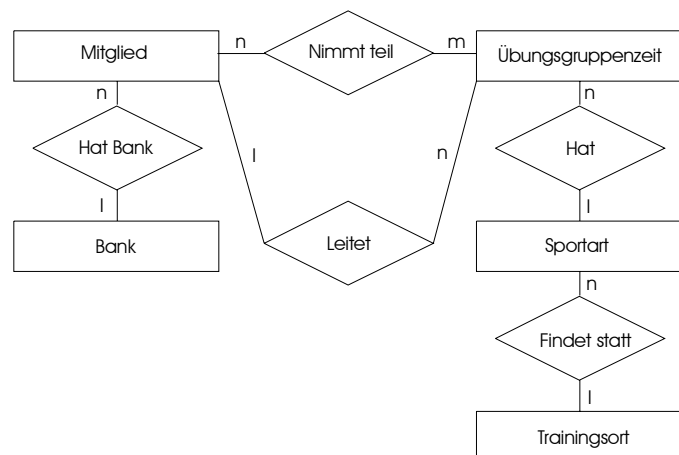 Mitglied
n
Nimmt teil
m
Übungsgruppenzeit
n
n
Hat Bank
Hat
l
n
l
l
Bank
Leitet
Sportart
n
Findet statt
l
Trainingsort